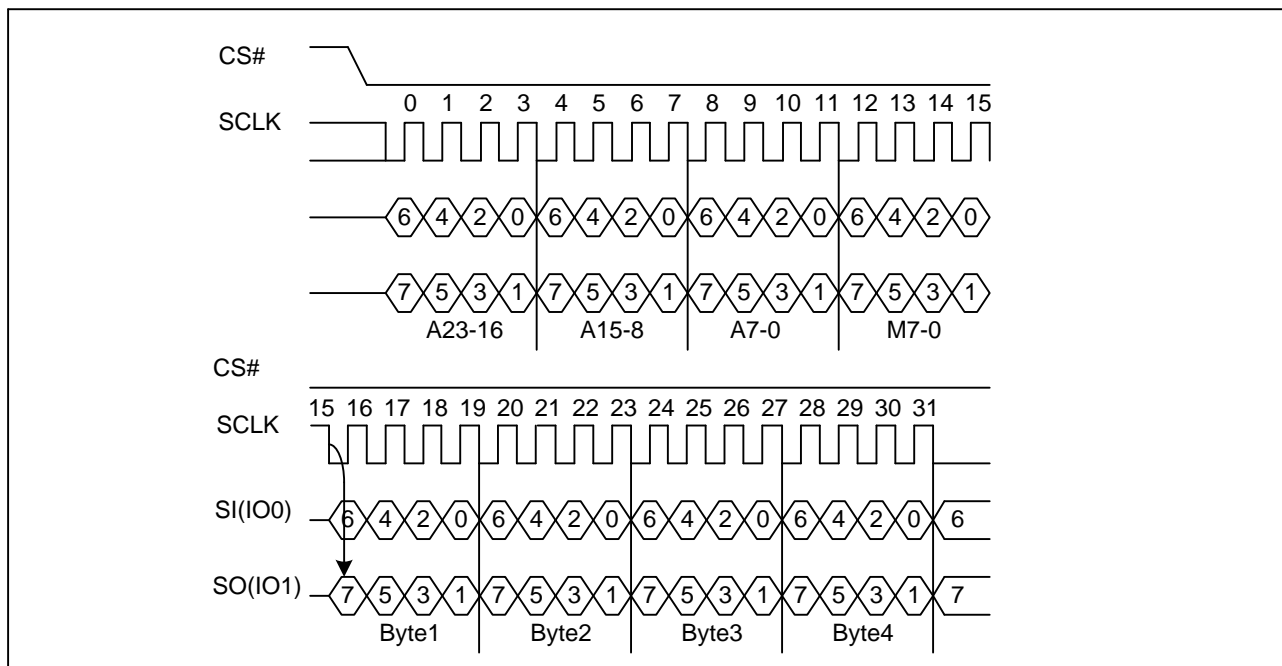 CS#
0 1 2 3 4 5 6 7 8 9 10 11 12 13 14 15
SCLK
6 4 2 0 6 4 2 0 6 4 2 0 6 4 2 0
7 5 3 1 7 5 3 1 7 5 3 1 7 5 3 1
A23-16 A15-8 A7-0 M7-0
CS#
15 16 17 18 19 20 21 22 23 24 25 26 27 28 29 30 31
SCLK
SI(IO0) 6 4 2 0 6 4 2 0 6 4 2 0 6 4 2 0 6
SO(IO1) 7 5 3 1 7 5 3 1 7 5 3 1 7 5 3 1 7
Byte1 Byte2 Byte3 Byte4